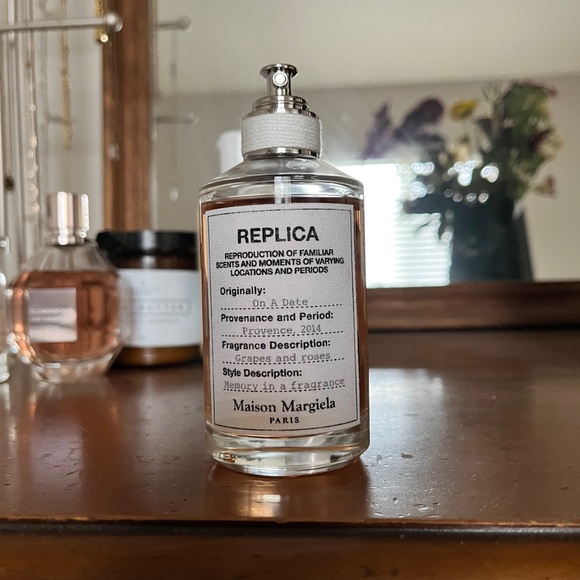 REPLICA
REPRODUCTION OF FAMILIAR
SCENTS AND MOMENTS OF VARYING
LOCATIONS AND PERIODS
Originally:
On A Date
Provenance and Period:
Provence, 2014
Fragrance Description:
Grapes and roses
Style Description:
Memory in a fragrance
Maison Margiela
PARIS